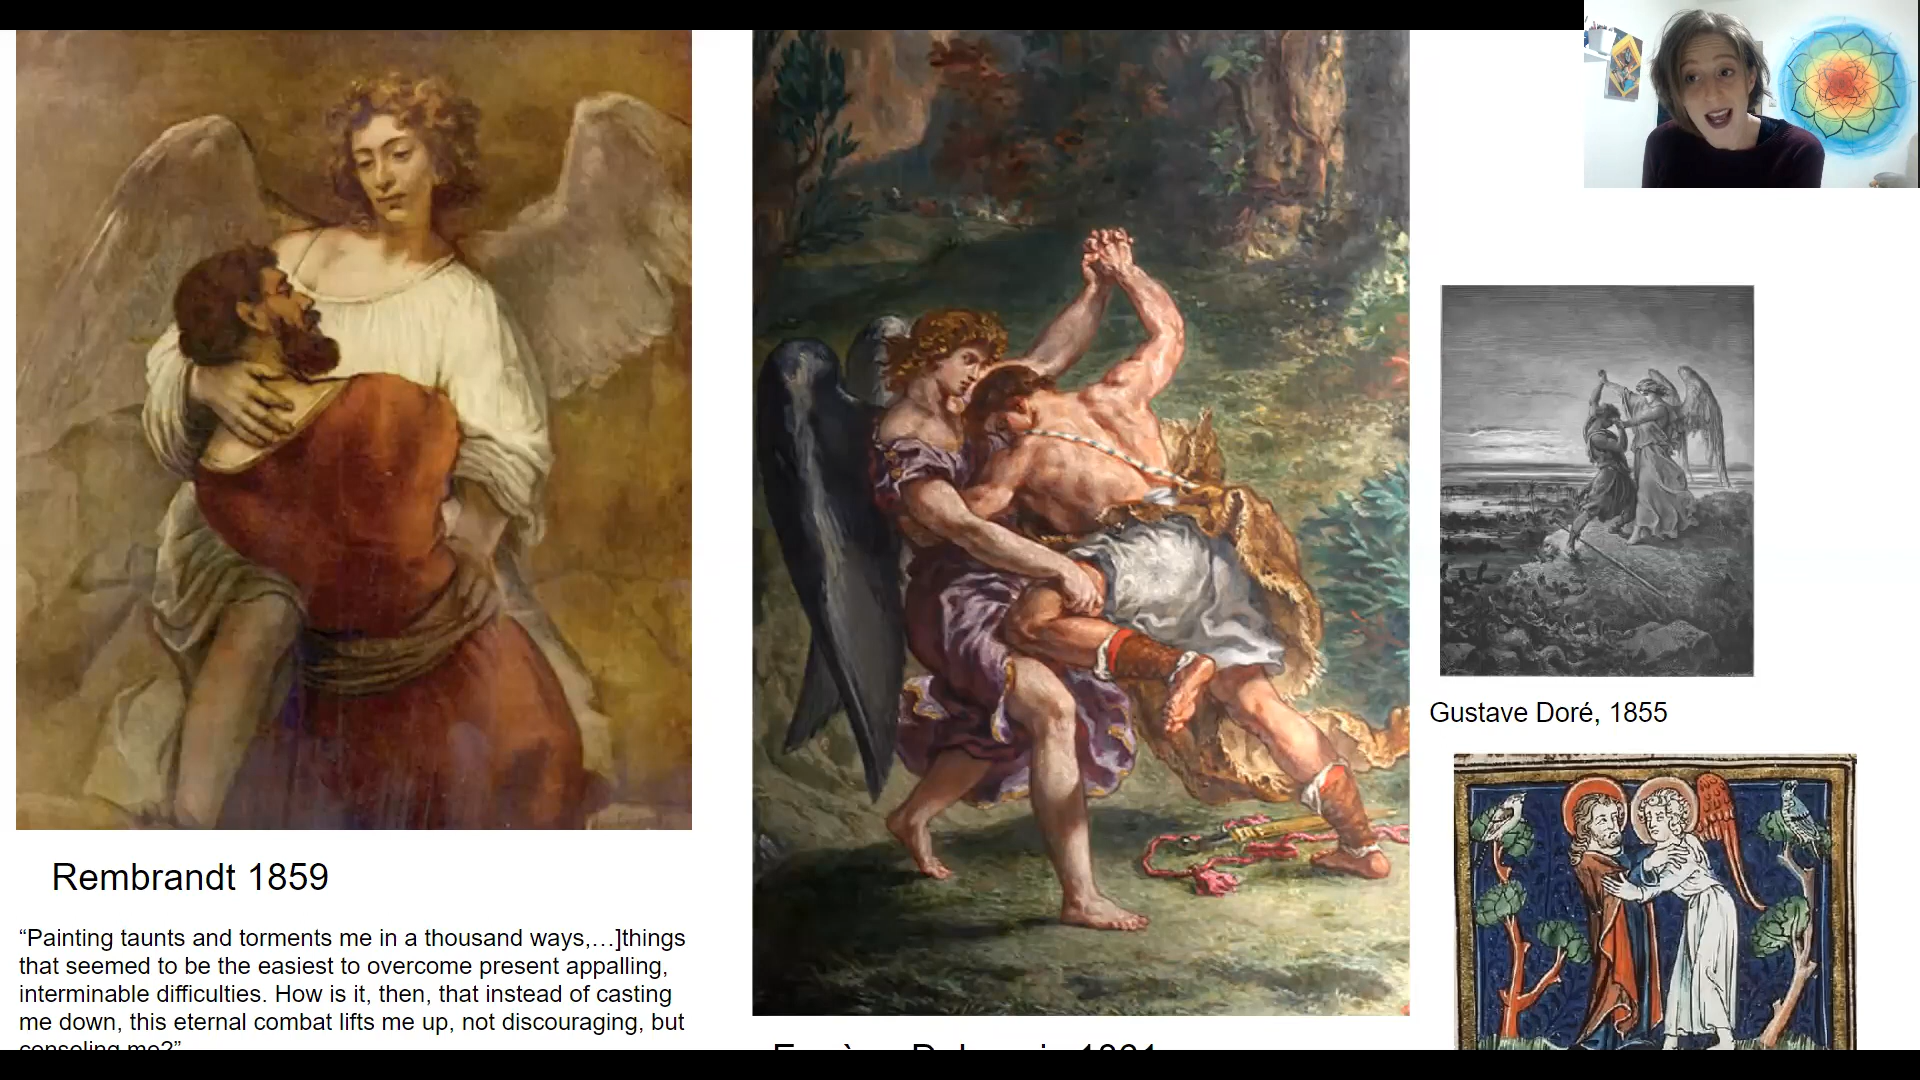 Rembrandt 1859
“Painting taunts and torments me in a thousand ways,…]things
that seemed to be the easiest to overcome present appalling,
interminable difficulties. How is it, then, that instead of casting
me down, this eternal combat lifts me up, not discouraging, but
consoling me?”
Gustave Doré, 1855